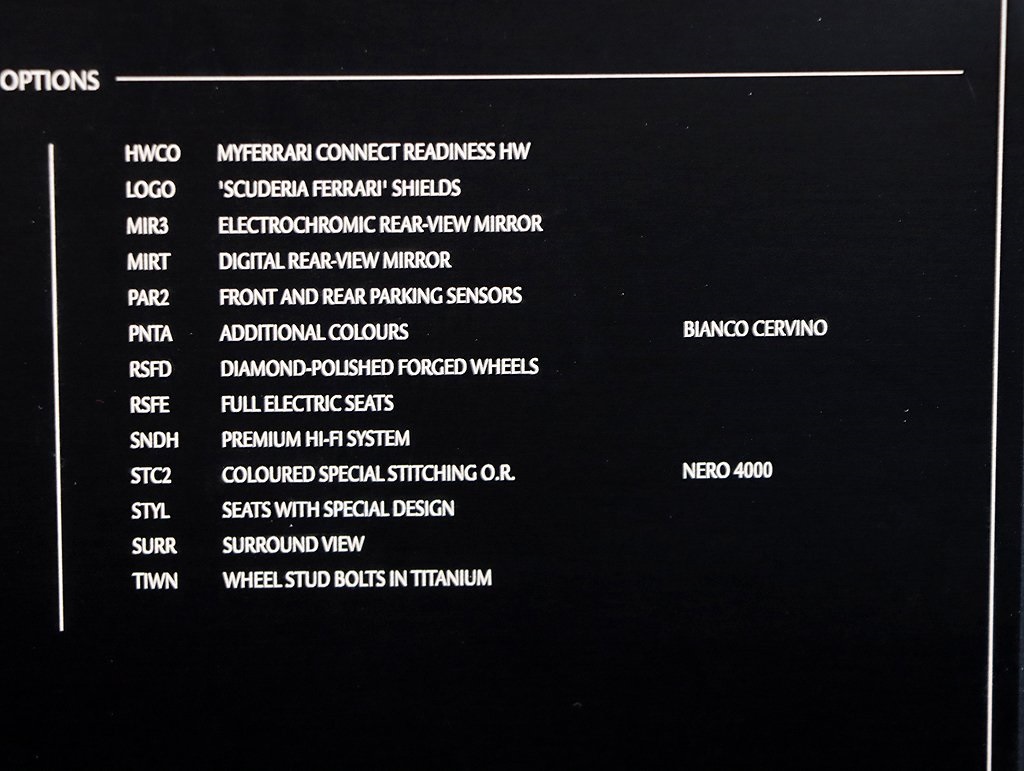 OPTIONS
HWCO MYFERRARI CONNECT READINESS HW
LOGO 'SCUDERIA FERRARI' SHIELDS
MIR3 ELECTROCHROMIC REAR-VIEW MIRROR
MIRT DIGITAL REAR-VIEW MIRROR
PAR2 FRONT AND REAR PARKING SENSORS
PNTA ADDITIONAL COLOURS BIANCO CERVINO
RSFD DIAMOND-POLISHED FORGED WHEELS
RSFE FULL ELECTRIC SEATS
SNDH PREMIUM HI-FI SYSTEM
STC2 COLOURED SPECIAL STITCHING O.R. NERO 4000
STYL SEATS WITH SPECIAL DESIGN
SURR SURROUND VIEW
TIWN WHEEL STUD BOLTS IN TITANIUM